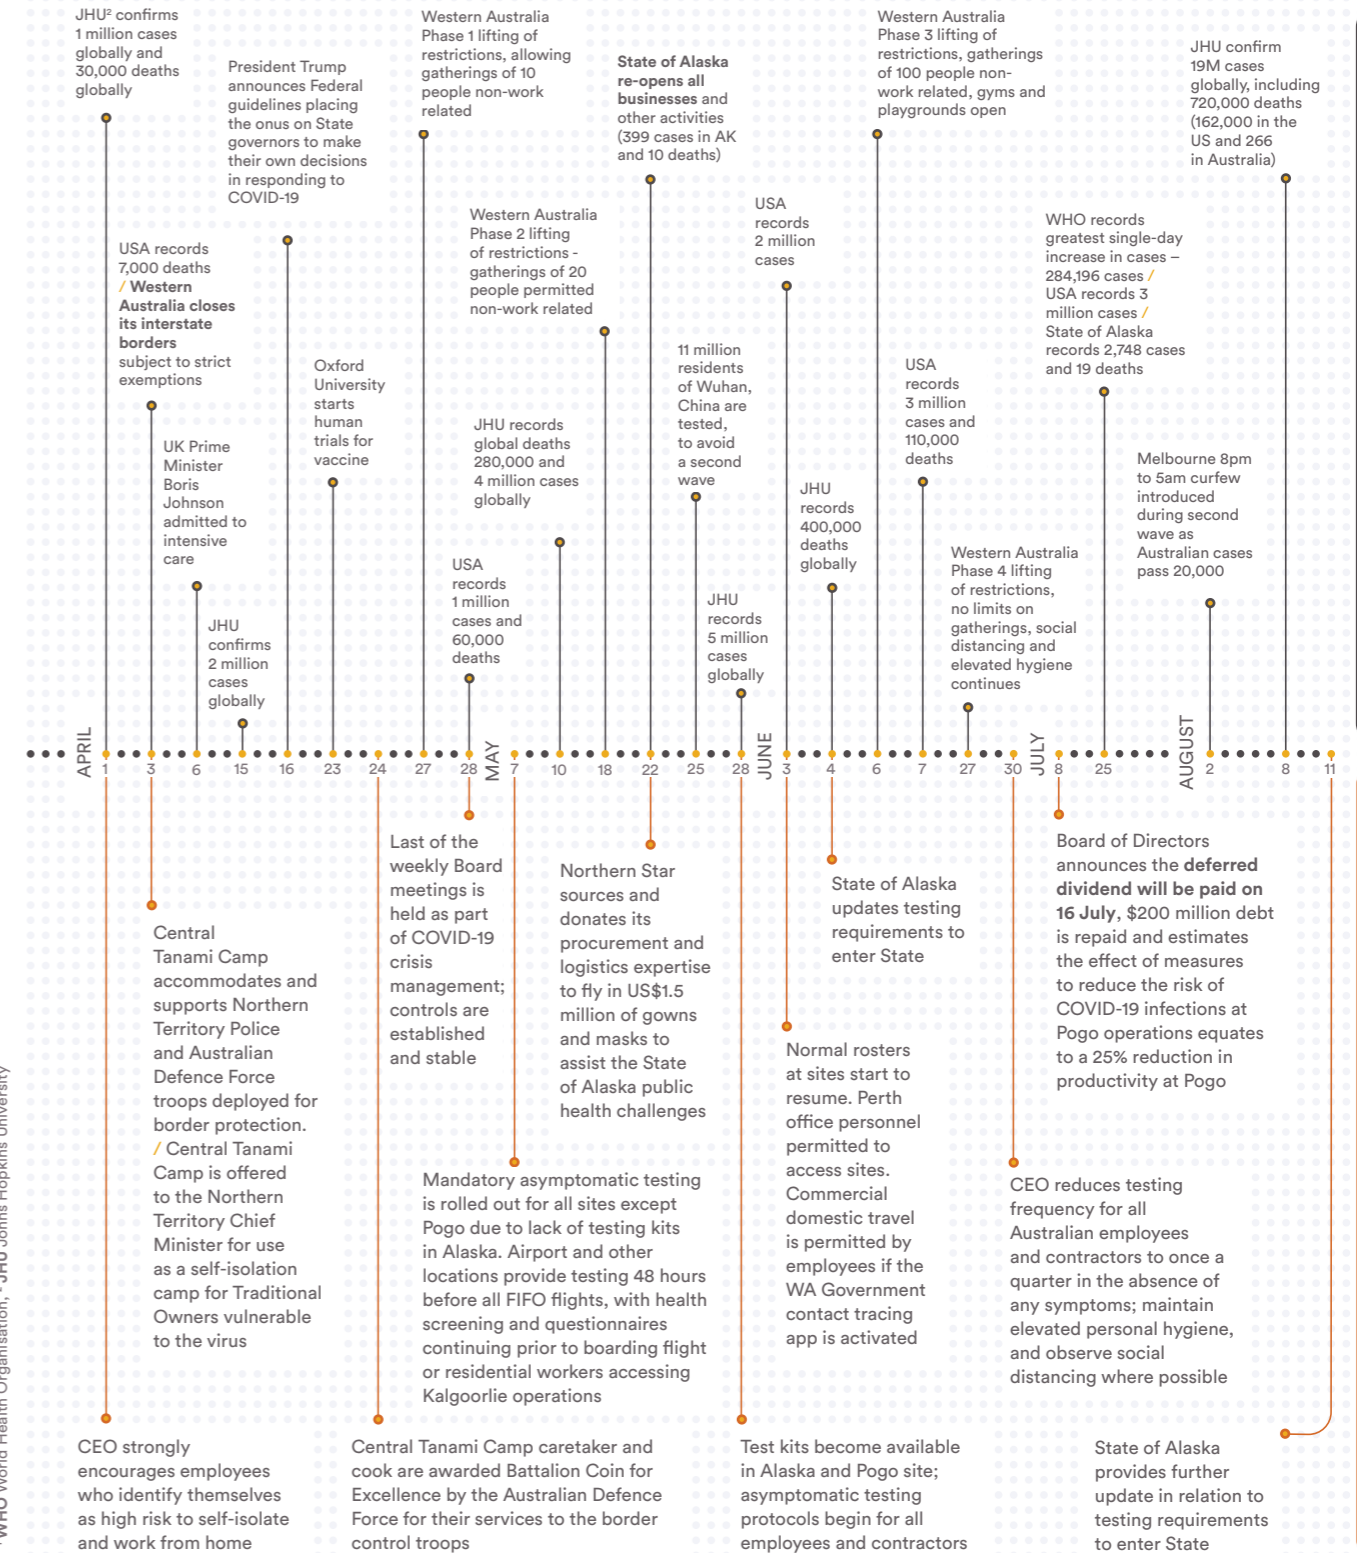 JHU² confirms
1 million cases
globally and
30,000 deaths
globally
USA records
7,000 deaths
/ Western
Australia closes
its interstate
borders
subject to strict
exemptions
UK Prime
Minister
Boris
Johnson
admitted to
intensive
care
JHU
confirms
2 million
cases
globally
President Trump
announces Federal
guidelines placing
the onus on State
governors to make
their own decisions
in responding to
COVID-19
Oxford
University
starts
human
trials for
vaccine
Western Australia
Phase 1 lifting of
restrictions, allowing
gatherings of 10
people non-work
related
USA
records
1 million
cases and
60,000
deaths
JHU records
global deaths
280,000 and
4 million cases
globally
Western Australia
Phase 2 lifting
of restrictions -
gatherings of 20
people permitted
non-work related
State of Alaska
re-opens all
businesses and
other activities
(399 cases in AK
and 10 deaths)
11 million
residents
of Wuhan,
China are
tested,
to avoid
a second
wave
JHU
records
5 million
cases
globally
USA
records
2 million
cases
JHU
records
400,000
deaths
globally
Western Australia
Phase 3 lifting of
restrictions, gatherings
of 100 people non-
work related, gyms and
playgrounds open
USA
records
3 million
cases and
110,000
deaths
Western Australia
Phase 4 lifting
of restrictions,
no limits on
gatherings, social
distancing and
elevated hygiene
continues
WHO records
greatest single-day
increase in cases –
284,196 cases /
USA records 3
million cases /
State of Alaska
records 2,748 cases
and 19 deaths
Melbourne 8pm
to 5am curfew
introduced
during second
wave as
Australian cases
pass 20,000
JHU confirm
19M cases
globally, including
720,000 deaths
(162,000 in the
US and 266
in Australia)
APRIL 1 3 6 15 16 23 24 27 28 MAY 7 10 18 22 25 28 JUNE 3 4 6 7 27 30 JULY 8 25 AUGUST 2 8 11
CEO strongly
encourages employees
who identify themselves
as high risk to self-isolate
and work from home
Central
Tanami Camp
accommodates and
supports Northern
Territory Police
and Australian
Defence Force
troops deployed for
border protection.
/ Central Tanami
Camp is offered
to the Northern
Territory Chief
Minister for use
as a self-isolation
camp for Traditional
Owners vulnerable
to the virus
Central Tanami Camp caretaker and
cook are awarded Battalion Coin for
Excellence by the Australian Defence
Force for their services to the border
control troops
Last of the
weekly Board
meetings is
held as part
of COVID-19
crisis
management;
controls are
established
and stable
Mandatory asymptomatic testing
is rolled out for all sites except
Pogo due to lack of testing kits
in Alaska. Airport and other
locations provide testing 48 hours
before all FIFO flights, with health
screening and questionnaires
continuing prior to boarding flight
or residential workers accessing
Kalgoorlie operations
Northern Star
sources and
donates its
procurement and
logistics expertise
to fly in US$1.5
million of gowns
and masks to
assist the State
of Alaska public
health challenges
Test kits become available
in Alaska and Pogo site;
asymptomatic testing
protocols begin for all
employees and contractors
Normal rosters
at sites start to
resume. Perth
office personnel
permitted to
access sites.
Commercial
domestic travel
is permitted by
employees if the
WA Government
contact tracing
app is activated
State of Alaska
updates testing
requirements to
enter State
CEO reduces testing
frequency for all
Australian employees
and contractors to once a
quarter in the absence of
any symptoms; maintain
elevated personal hygiene,
and observe social
distancing where possible
Board of Directors
announces the deferred
dividend will be paid on
16 July, $200 million debt
is repaid and estimates
the effect of measures
to reduce the risk of
COVID-19 infections at
Pogo operations equates
to a 25% reduction in
productivity at Pogo
State of Alaska
provides further
update in relation to
testing requirements
to enter State
WHO World Health Organisation, ² JHU Johns Hopkins University